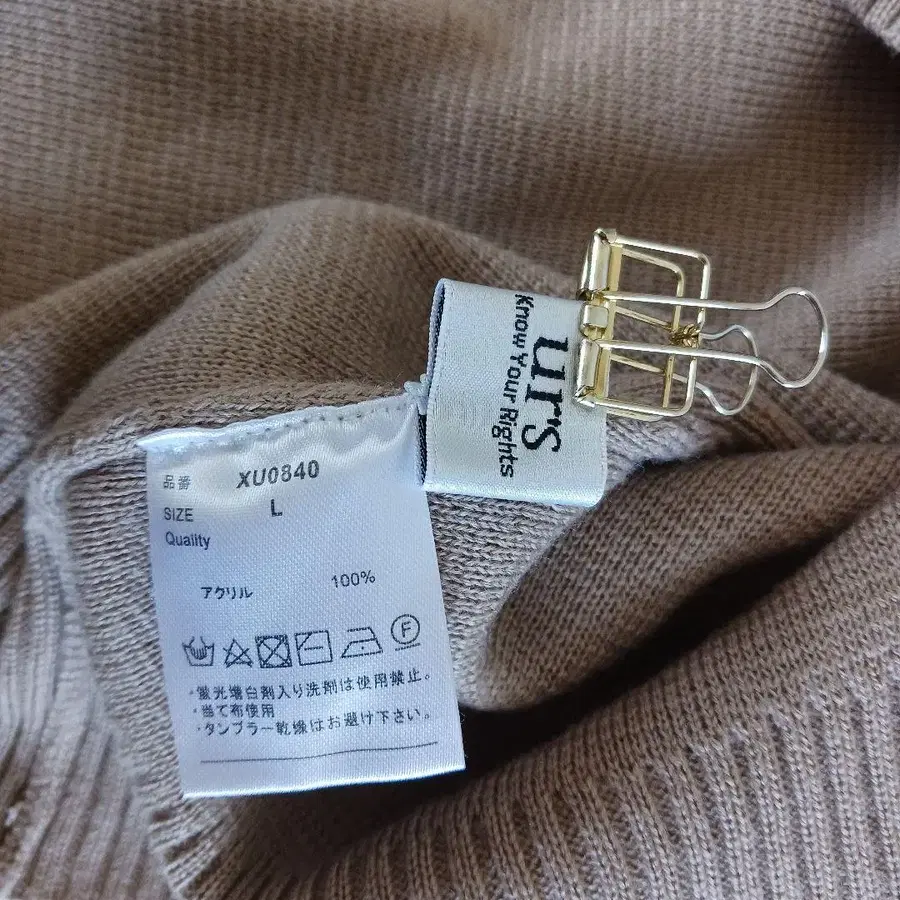 urs
Know Your Rights
品番 XU0840
SIZE L
Quality
アクリル 100%
F
・蛍光増白剤入り洗剤は使用禁止。
・当て布使用
・タンブラー乾燥はお避け下さい。